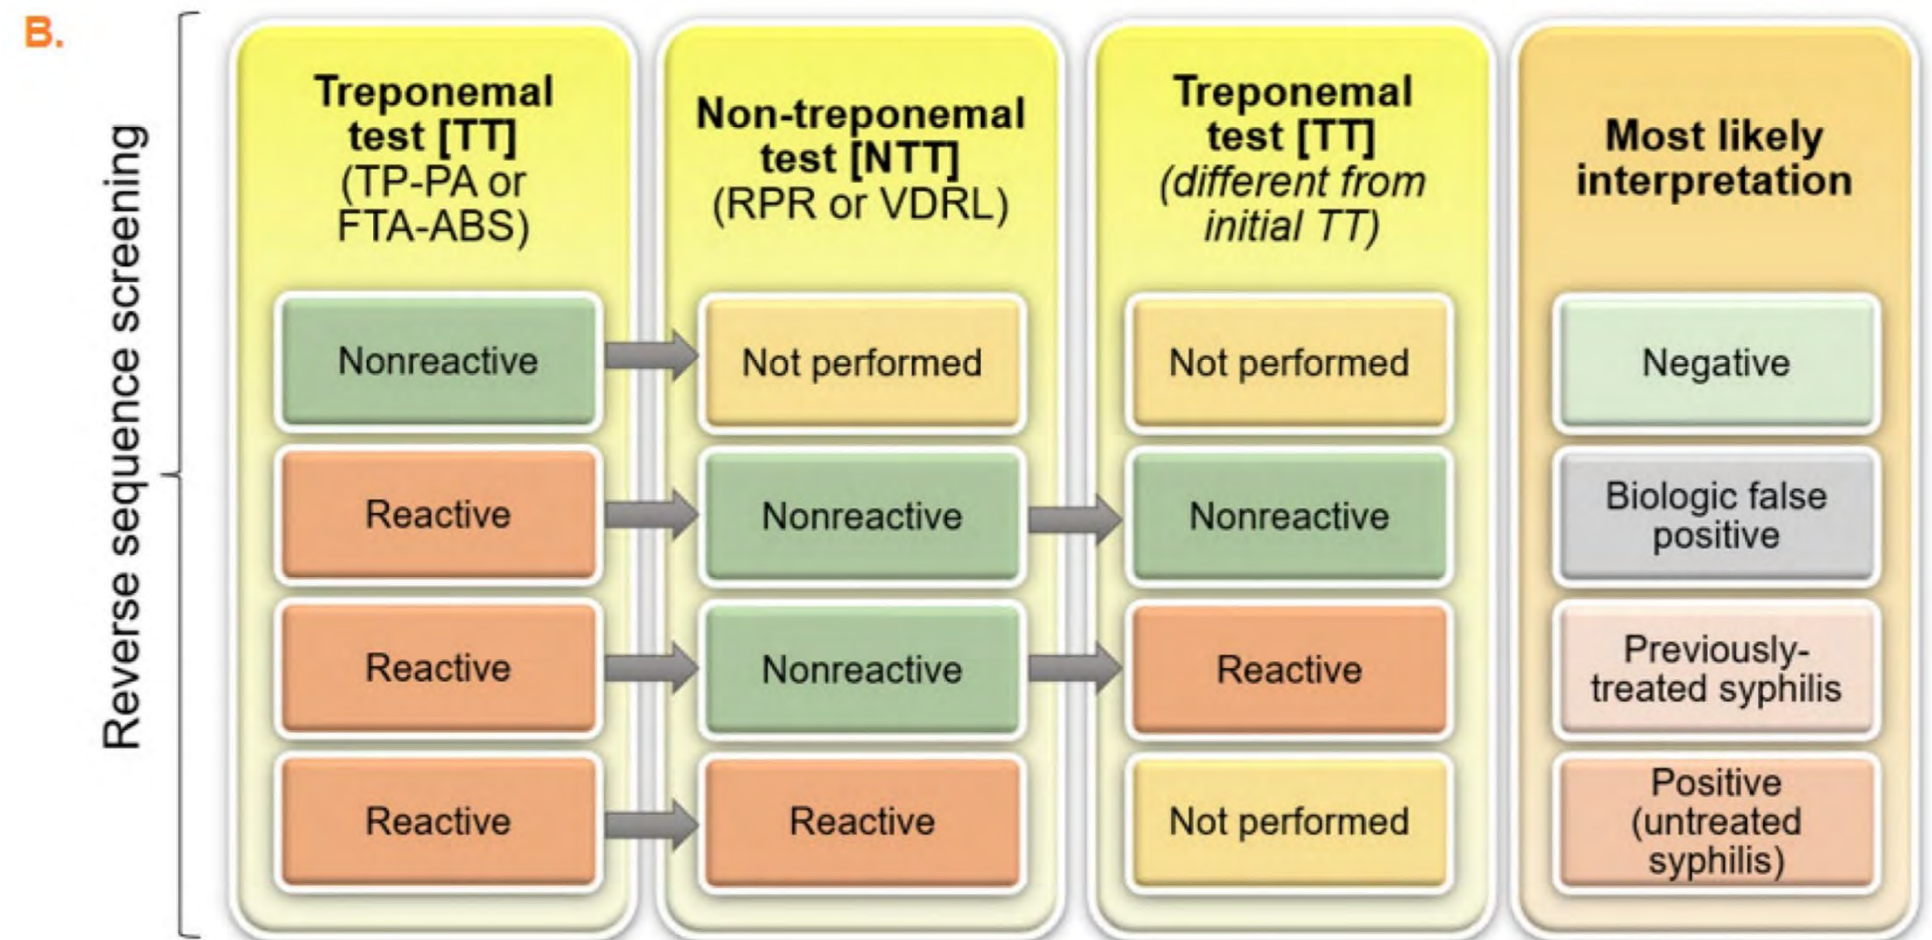 B.
Reverse sequence screening
Treponemal
test [TT]
(TP-PA or
FTA-ABS)
Non-treponemal
test [NTT]
(RPR or VDRL)
Treponemal
test [TT]
(different from
initial TT)
Most likely
interpretation
Nonreactive
Not performed
Not performed
Negative
Reactive
Nonreactive
Nonreactive
Biologic false
positive
Reactive
Nonreactive
Reactive
Previously-
treated syphilis
Reactive
Reactive
Not performed
Positive
(untreated
syphilis)